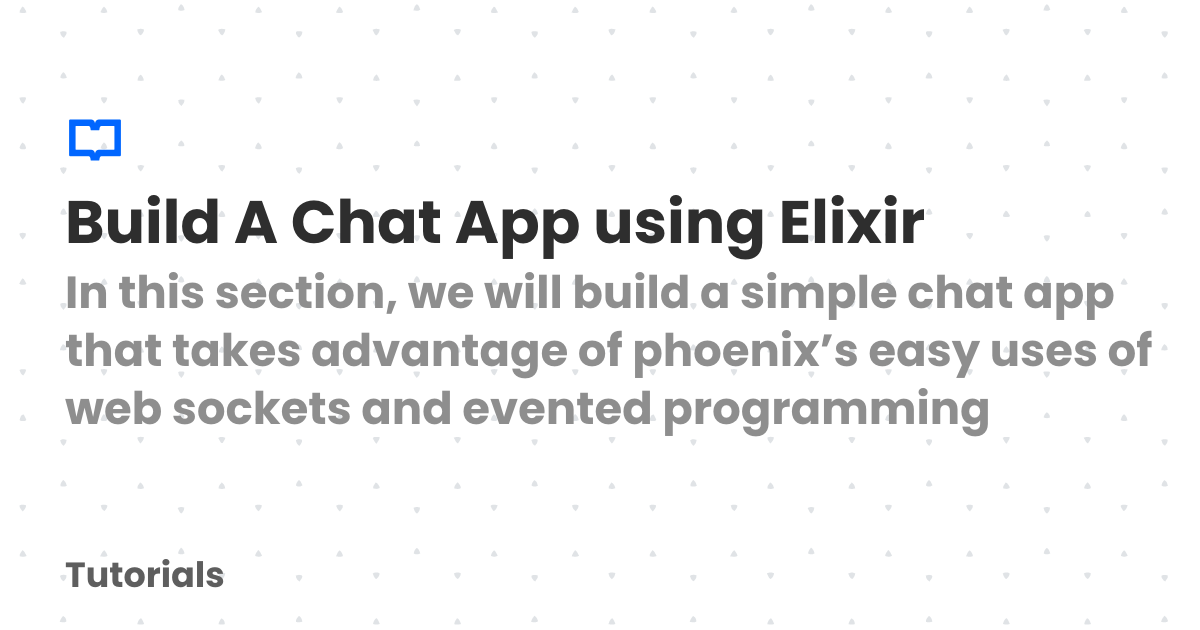 Build A Chat App using Elixir
In this section, we will build a simple chat app
that takes advantage of phoenix’s easy uses of
web sockets and evented programming
Tutorials